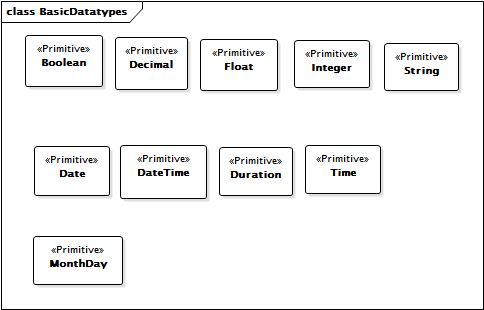 class BasicDatatypes
«Primitive»
Boolean
«Primitive»
Decimal
«Primitive»
Float
«Primitive»
Integer
«Primitive»
String
«Primitive»
Date
«Primitive»
DateTime
«Primitive»
Duration
«Primitive»
Time
«Primitive»
MonthDay